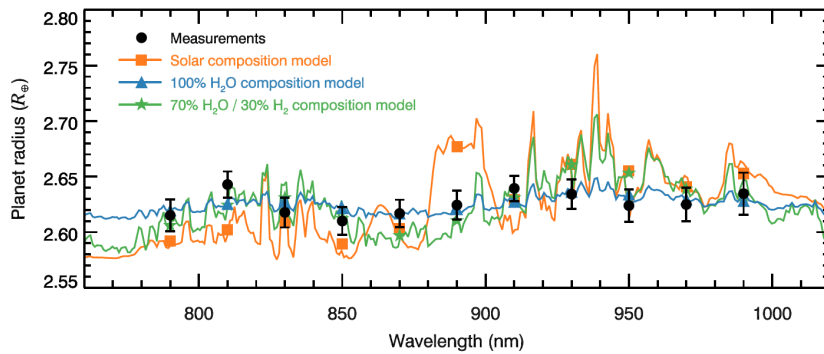 2.80
2.75
2.70
2.65
2.60
2.55
Planet radius (R⊕)
Measurements
Solar composition model
100% H₂O composition model
70% H₂O / 30% H₂ composition model
800
850
900
950
1000
Wavelength (nm)